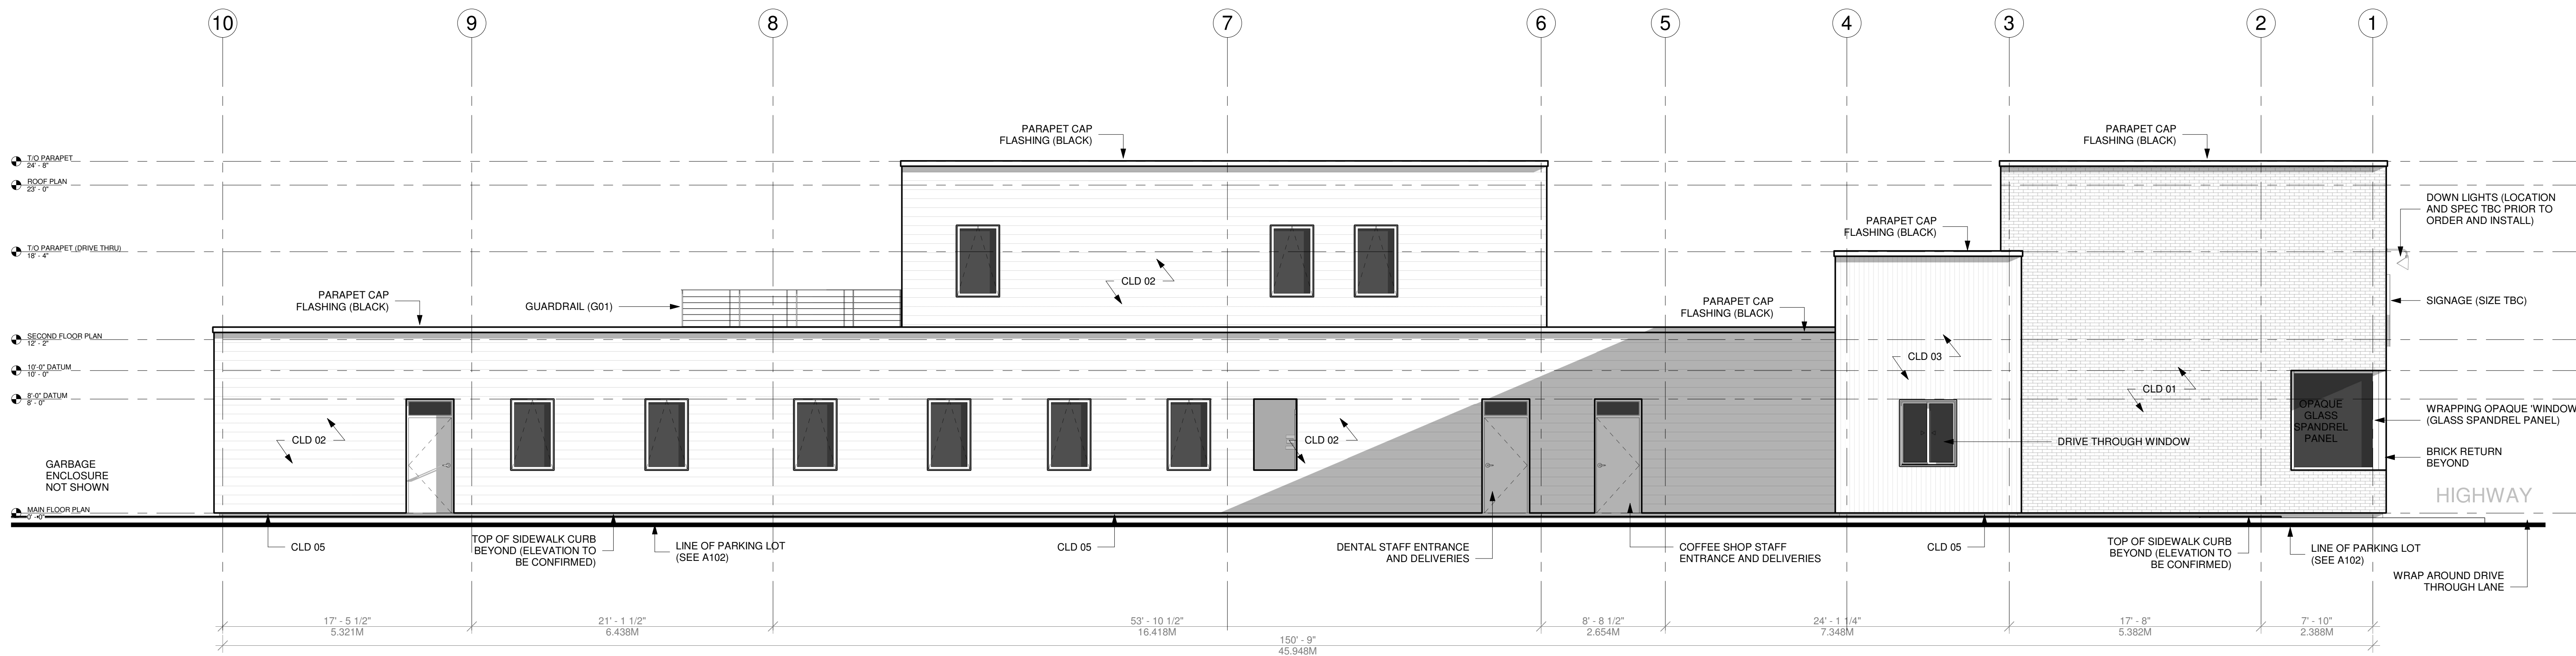 10
9
8
7
6
5
4
3
2
1
PARAPET CAP
FLASHING (BLACK)
PARAPET CAP
FLASHING (BLACK)
T/O PARAPET
24' - 8"
ROOF PLAN
23' - 0"
T/O PARAPET (DRIVE THRU)
18' - 4"
SECOND FLOOR PLAN
12' - 2"
10'-0" DATUM
10' - 0"
8'-0" DATUM
8' - 0"
MAIN FLOOR PLAN
0' - 0"
PARAPET CAP
FLASHING (BLACK)
GUARDRAIL (G01)
CLD 02
PARAPET CAP
FLASHING (BLACK)
PARAPET CAP
FLASHING (BLACK)
DOWN LIGHTS (LOCATION
AND SPEC TBC PRIOR TO
ORDER AND INSTALL)
SIGNAGE (SIZE TBC)
CLD 03
CLD 01
OPAQUE
GLASS
SPANDREL
PANEL
WRAPPING OPAQUE 'WINDOW
(GLASS SPANDREL PANEL)
CLD 02
CLD 02
DRIVE THROUGH WINDOW
BRICK RETURN
BEYOND
GARBAGE
ENCLOSURE
NOT SHOWN
HIGHWAY
CLD 05
TOP OF SIDEWALK CURB
BEYOND (ELEVATION TO
BE CONFIRMED)
LINE OF PARKING LOT
(SEE A102)
CLD 05
DENTAL STAFF ENTRANCE
AND DELIVERIES
COFFEE SHOP STAFF
ENTRANCE AND DELIVERIES
CLD 05
TOP OF SIDEWALK CURB
BEYOND (ELEVATION TO
BE CONFIRMED)
LINE OF PARKING LOT
(SEE A102)
WRAP AROUND DRIVE
THROUGH LANE
17' - 5 1/2"
5.321M
21' - 1 1/2"
6.438M
53' - 10 1/2"
16.418M
8' - 8 1/2"
2.654M
24' - 1 1/4"
7.348M
17' - 8"
5.382M
7' - 10"
2.388M
150' - 9"
45.948M